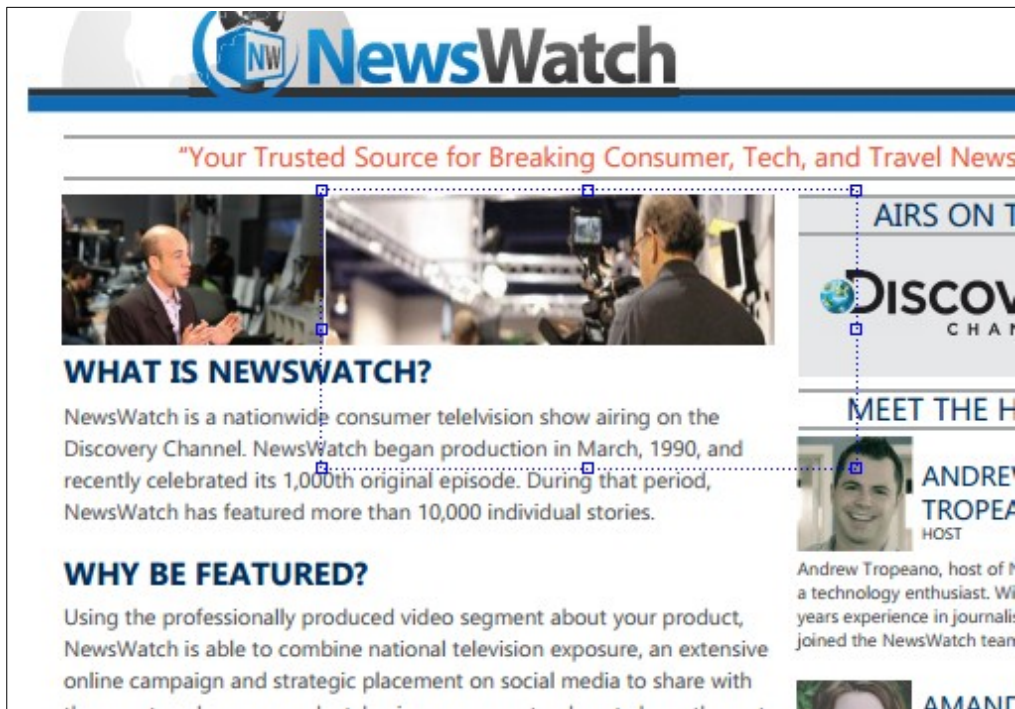 NW NewsWatch
"Your Trusted Source for Breaking Consumer, Tech, and Travel News
WHAT IS NEWSWATCH?
NewsWatch is a nationwide consumer telelvision show airing on the
Discovery Channel. NewsWatch began production in March, 1990, and
recently celebrated its 1,000th original episode. During that period,
NewsWatch has featured more than 10,000 individual stories.
WHY BE FEATURED?
Using the professionally produced video segment about your product,
NewsWatch is able to combine national television exposure, an extensive
online campaign and strategic placement on social media to share with
AIRS ON T
DISCOV
CHAN
MEET THE H
ANDREW
TROPEA
HOST
Andrew Tropeano, host of N
a technology enthusiast. Wi
years experience in journalis
joined the NewsWatch team
AMAND